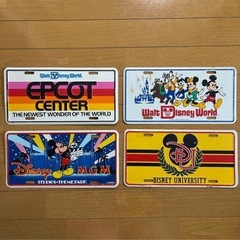 Walt Disney World
EPCOT
CENTER
THE NEWEST WONDER OF THE WORLD
Walt Disney World
Disney MGM
STUDIOS THEME PARK
D
DISNEY UNIVERSITY